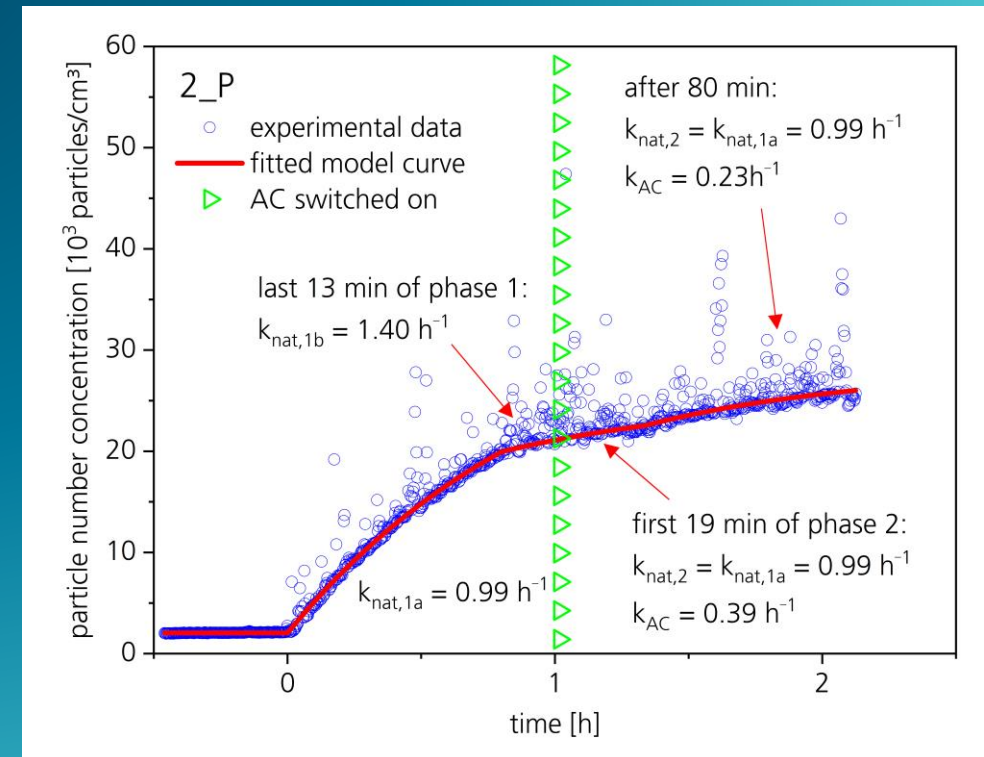 60
50
40
30
20
10
0
particle number concentration [10³ particles/cm³]
2_P
experimental data
fitted model curve
AC switched on
last 13 min of phase 1:
k_nat,1b = 1.40 h⁻¹
k_nat,1a = 0.99 h⁻¹
after 80 min:
k_nat,2 = k_nat,1a = 0.99 h⁻¹
k_AC = 0.23h⁻¹
first 19 min of phase 2:
k_nat,2 = k_nat,1a = 0.99 h⁻¹
k_AC = 0.39 h⁻¹
0 1 2
time [h]